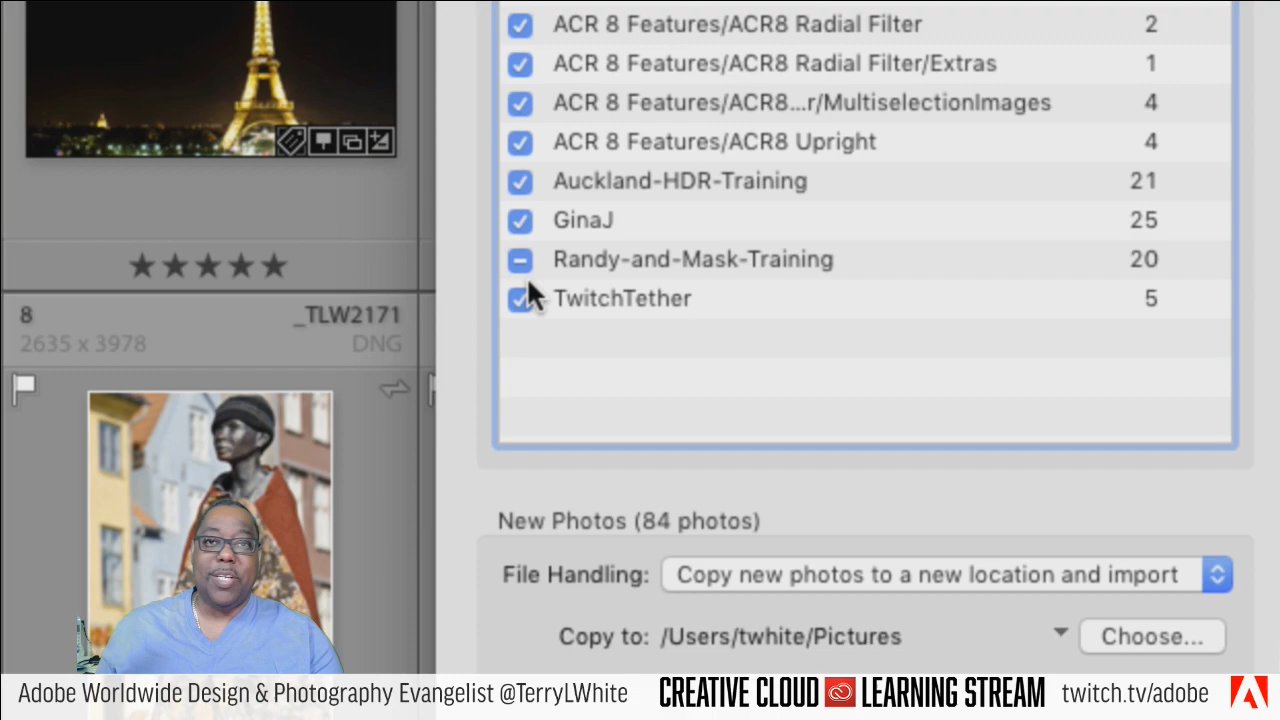 ACR 8 Features/ACR8 Radial Filter 2
ACR 8 Features/ACR8 Radial Filter/Extras 1
ACR 8 Features/ACR8...r/MultiselectionImages 4
ACR 8 Features/ACR8 Upright 4
Auckland-HDR-Training 21
GinaJ 25
Randy-and-Mask-Training 20
TwitchTether 5
8 _TLW2171
2635 x 3978 DNG
New Photos (84 photos)
File Handling: Copy new photos to a new location and import
Copy to: /Users/twhite/Pictures Choose...
Adobe Worldwide Design & Photography Evangelist @TerryLWhite CREATIVE CLOUD LEARNING STREAM twitch.tv/adobe